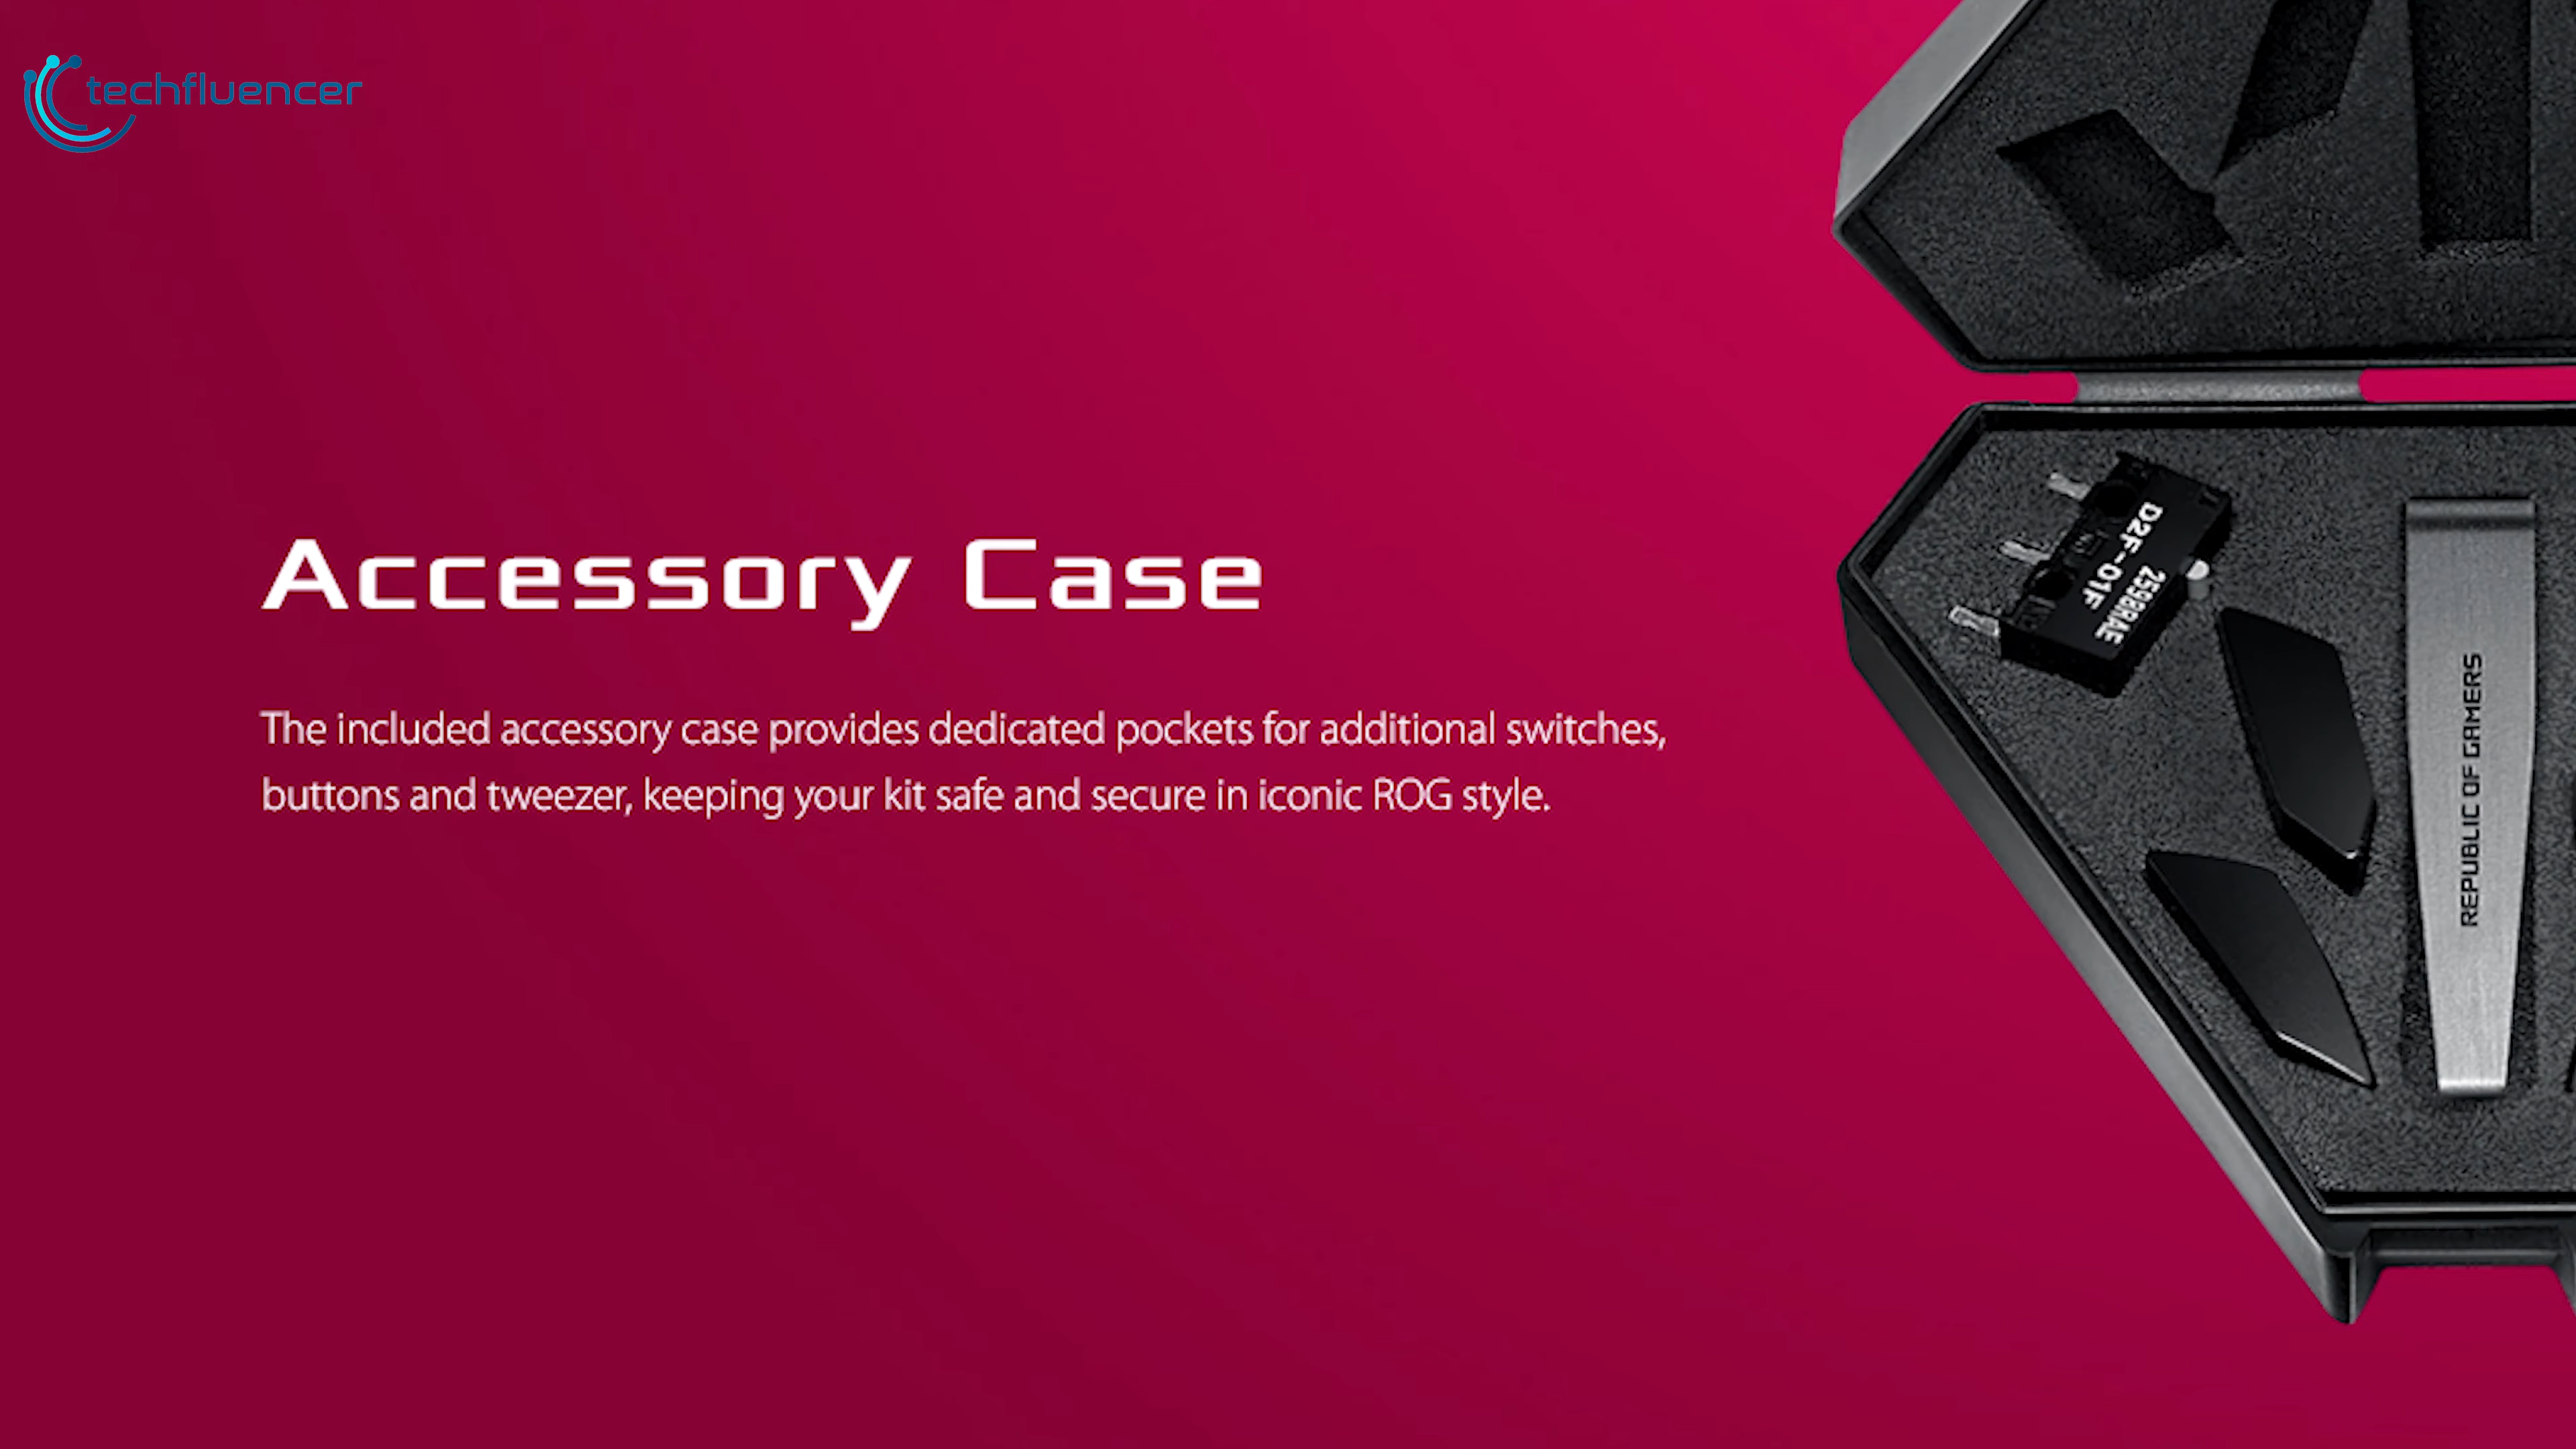 techfluencer
Accessory Case
The included accessory case provides dedicated pockets for additional switches,
buttons and tweezer, keeping your kit safe and secure in iconic ROG style.
D2F-01F
2598RAE
REPUBLIC OF GAMERS